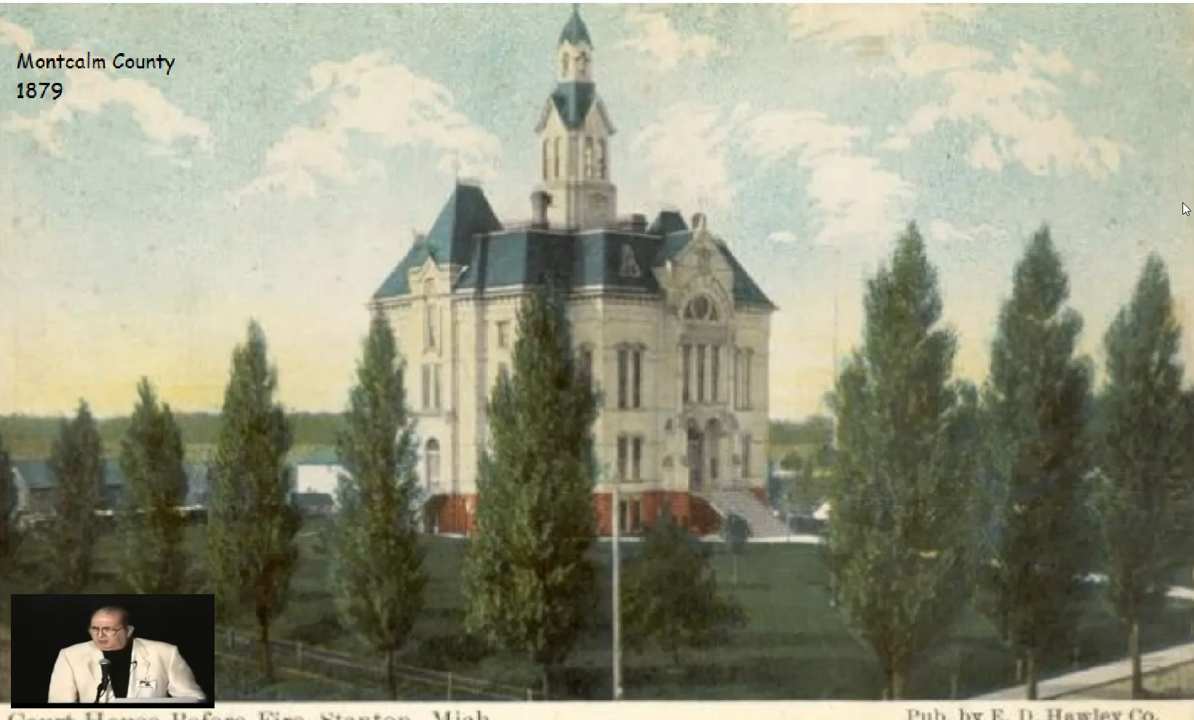 Montcalm County
1879
Court House Before Fire, Stanton, Mich.
Pub. by E. D. Hawley Co.